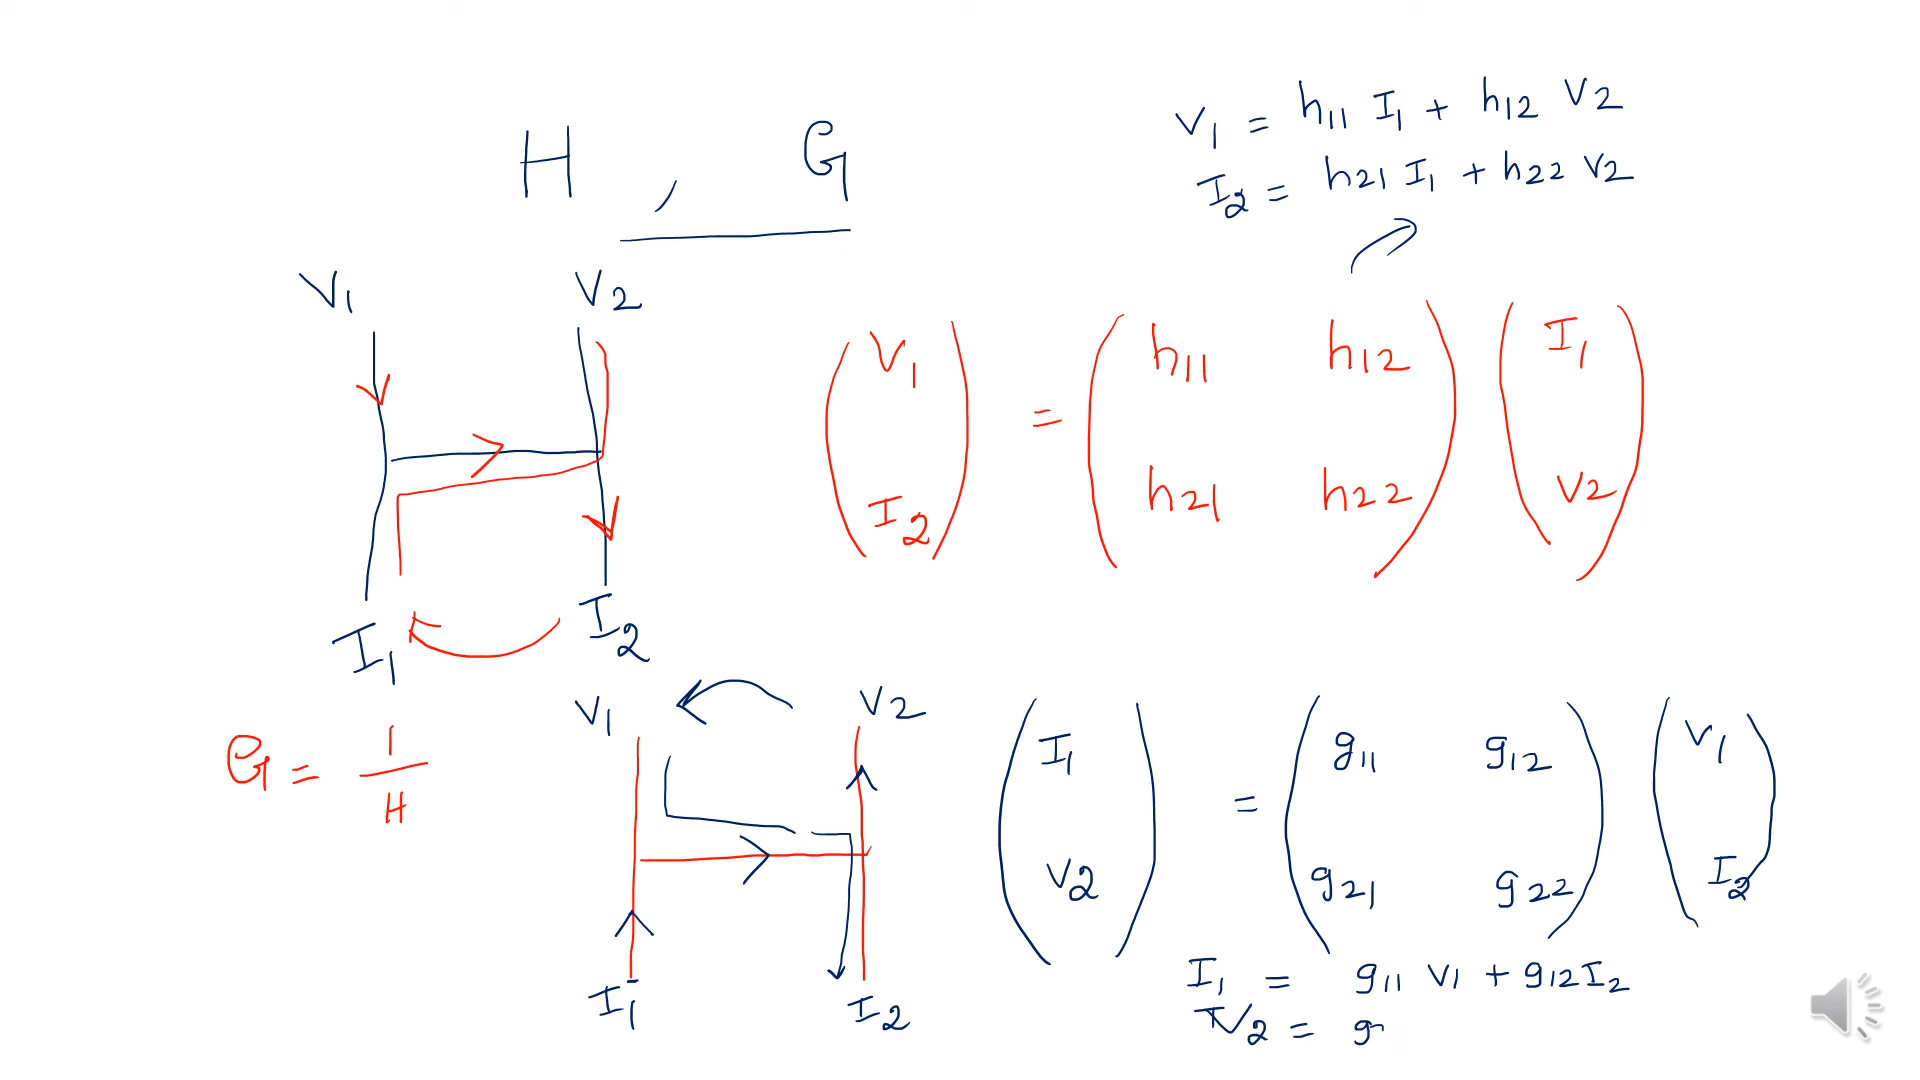 H , G
V1 = h11 I1 + h12 V2
I2 = h21 I1 + h22 V2
V1 V2
I1 I2
V1 = h11 h12 I1
I2 h21 h22 V2
G = 1/H
V1 V2
I1 I2
I1 = g11 g12 V1
V2 g21 g22 I2
I1 = g11 V1 + g12 I2
V2 = g